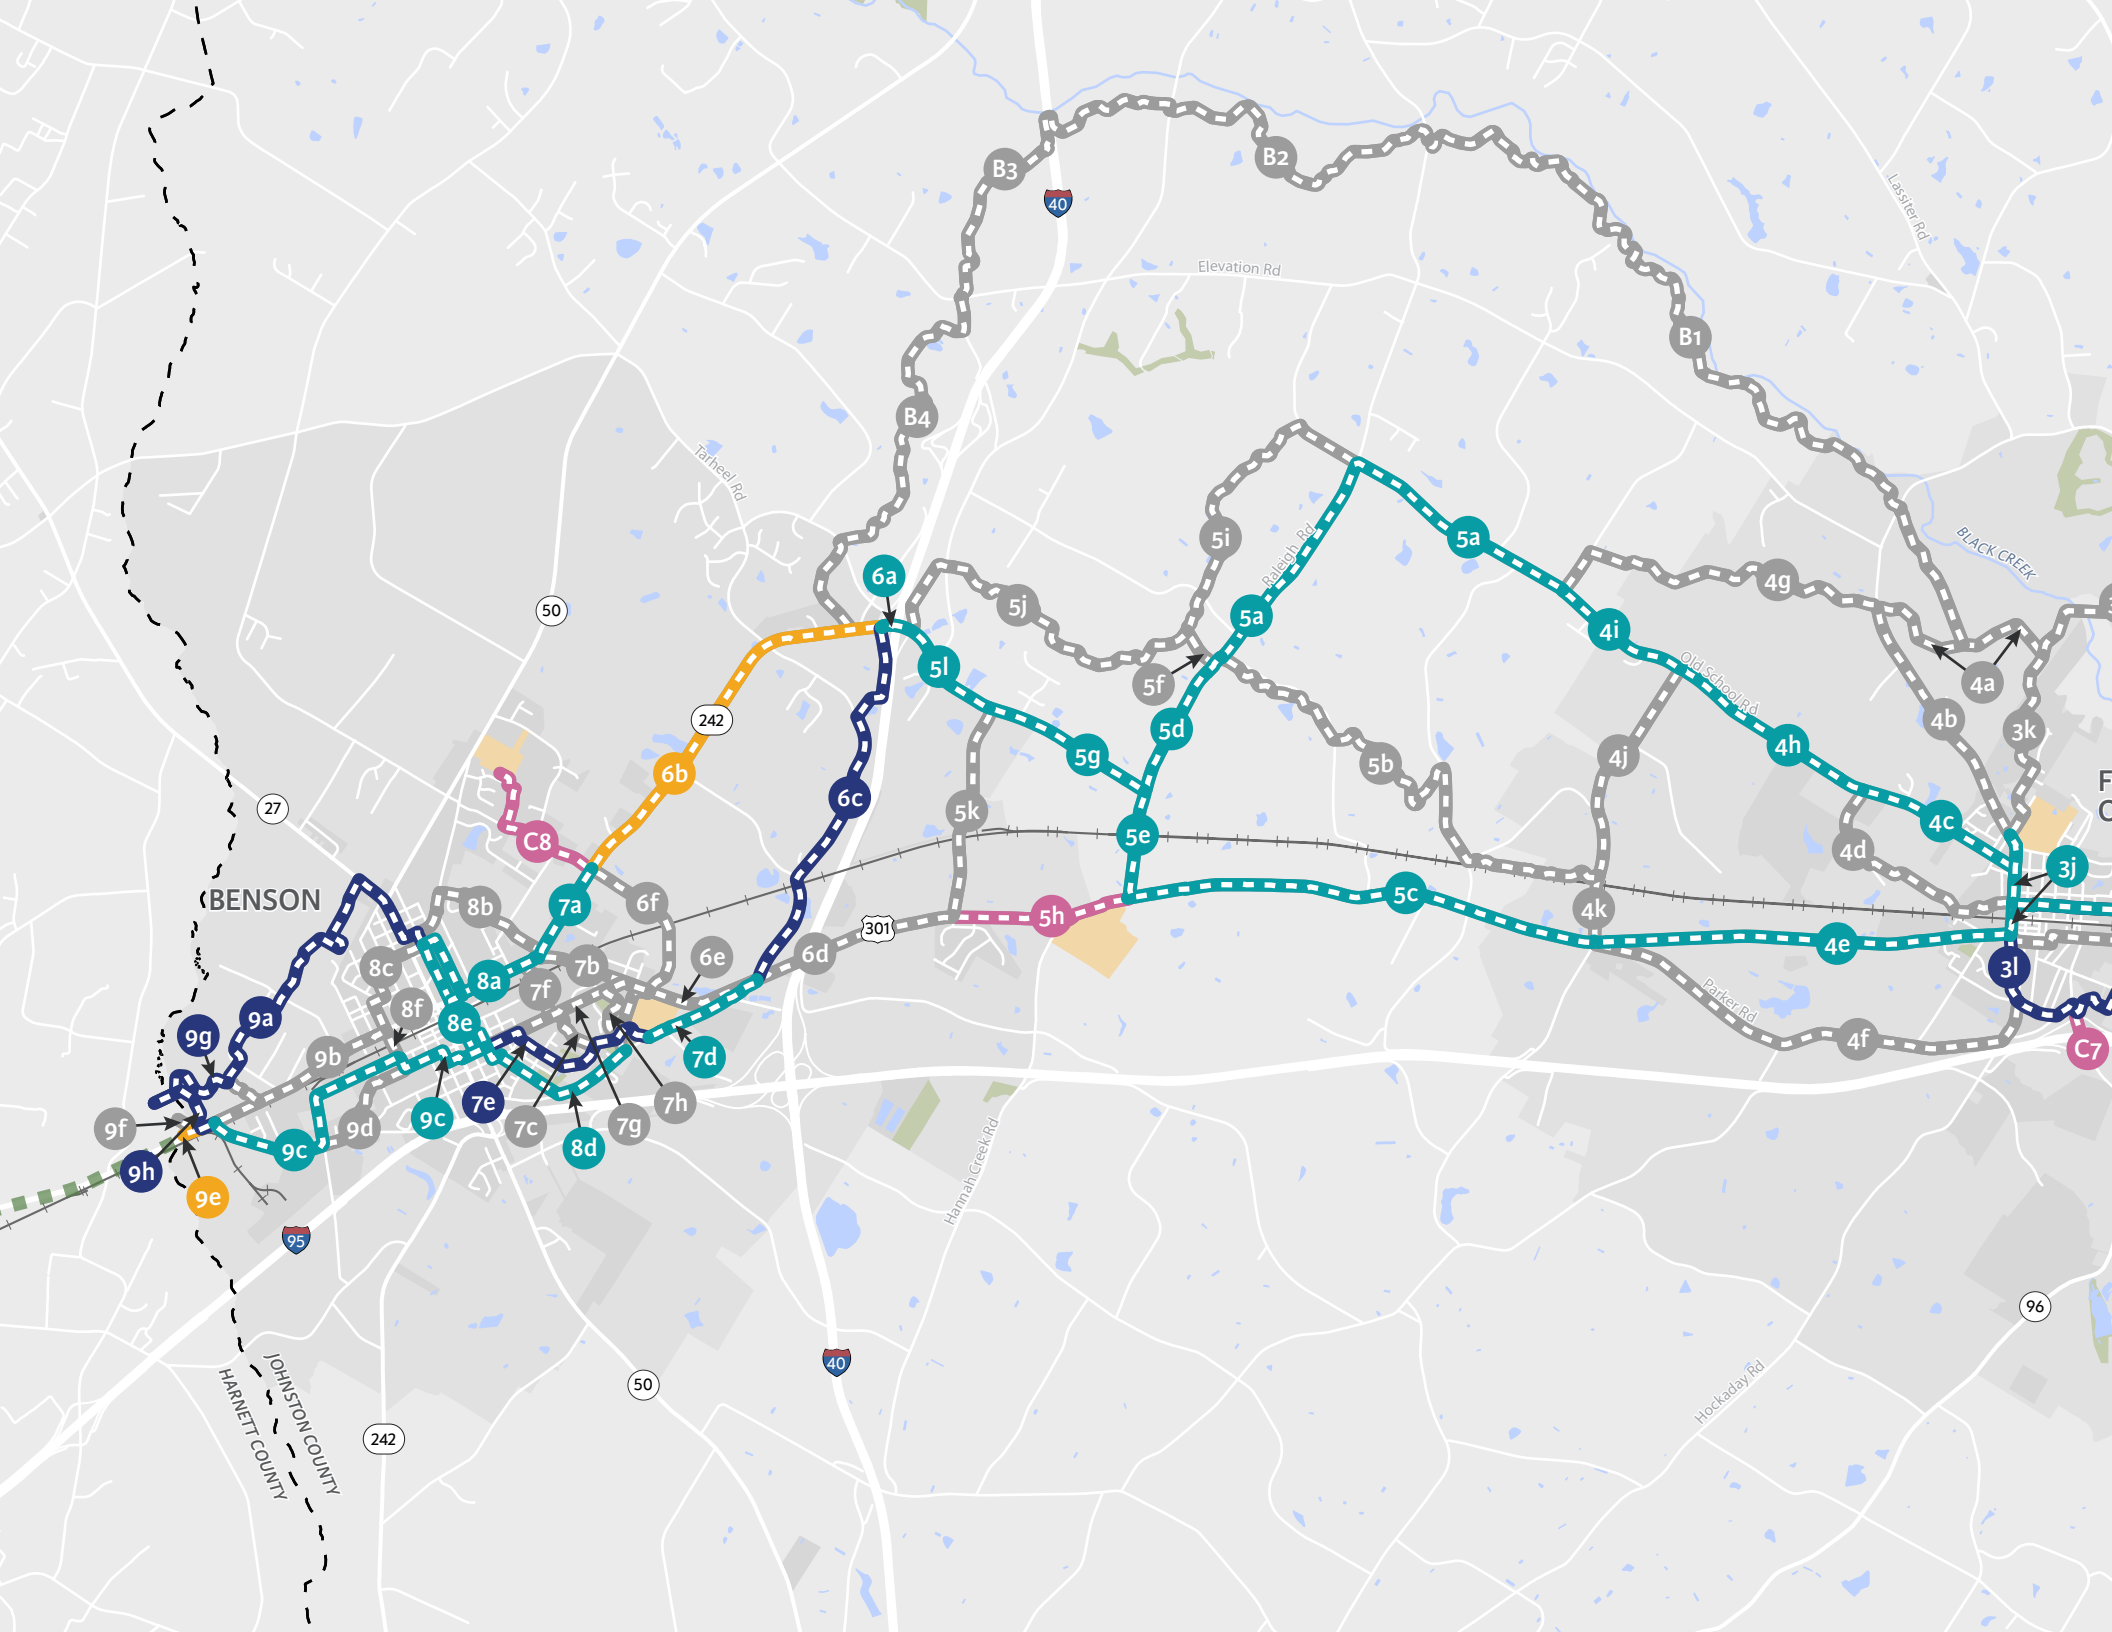 B3
B2
40
Lassiter Rd
Elevation Rd
B1
B4
Tarheel Rd
5i
Raleigh Rd
5a
BLACK CREEK
6a
4g
50
5j
5a
4i
5l
5f
Old School Rd
4a
242
5d
4b
3k
5g
4h
6b
5b
4j
F
27
6c
C
5k
4c
C8
5e
4d
3j
BENSON
8b
7a
6f
5h
5c
4k
301
4e
8c
7b
6e
6d
3l
8a
7f
Parker Rd
8f
9a
8e
9g
4f
9b
7d
C7
7e
7h
9c
9f
9d
7c
7g
8d
9c
9h
9e
Hannah Creek Rd
95
96
40
50
Hockaday Rd
JOHNSTON COUNTY
HARNETT COUNTY
242